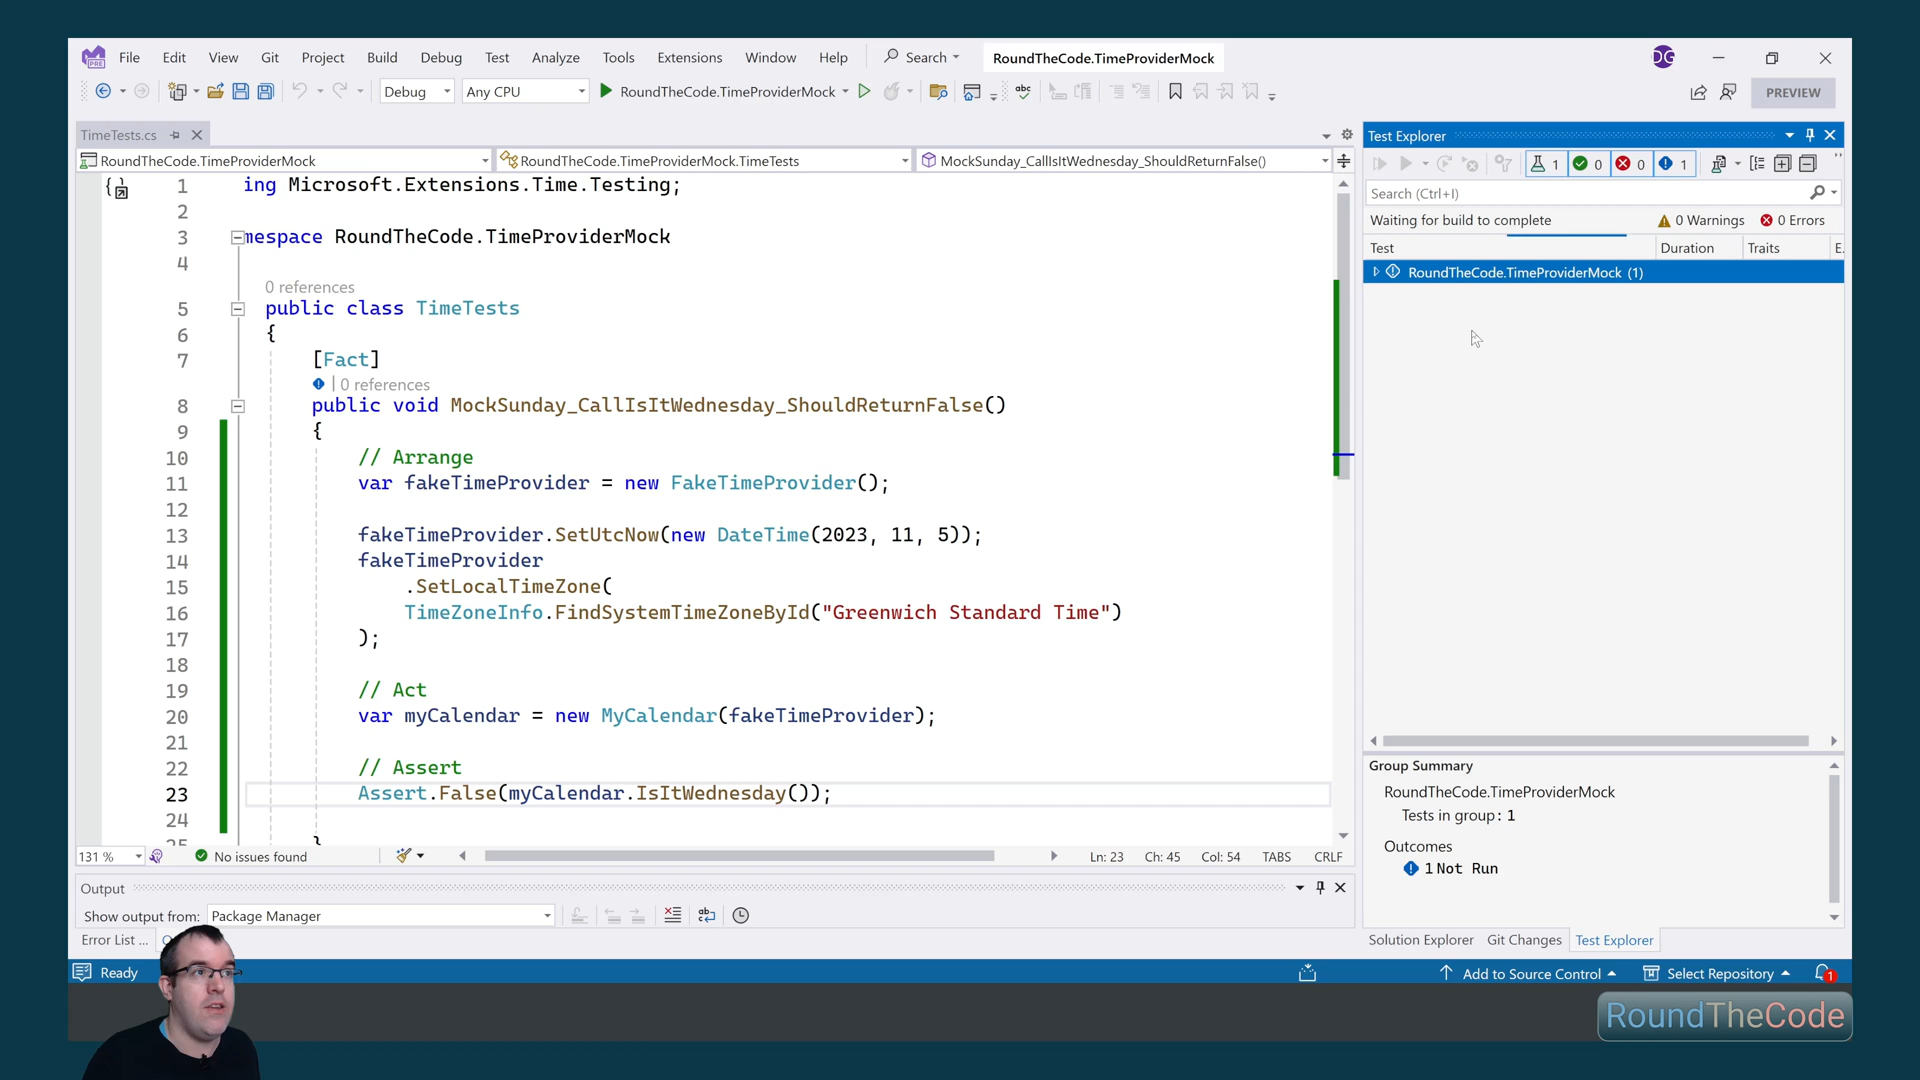 File Edit View Git Project Build Debug Test Analyze Tools Extensions Window Help Search RoundTheCode.TimeProviderMock DG
PRE
Debug Any CPU RoundTheCode.TimeProviderMock PREVIEW
TimeTests.cs
RoundTheCode.TimeProviderMock RoundTheCode.TimeProviderMock.TimeTests MockSunday_CallIsItWednesday_ShouldReturnFalse()
1 ing Microsoft.Extensions.Time.Testing;
2
3 mespace RoundTheCode.TimeProviderMock
4
0 references
5 public class TimeTests
6 {
7 [Fact]
0 references
8 public void MockSunday_CallIsItWednesday_ShouldReturnFalse()
9 {
10 // Arrange
11 var fakeTimeProvider = new FakeTimeProvider();
12
13 fakeTimeProvider.SetUtcNow(new DateTime(2023, 11, 5));
14 fakeTimeProvider
15 .SetLocalTimeZone(
16 TimeZoneInfo.FindSystemTimeZoneById("Greenwich Standard Time")
17 );
18
19 // Act
20 var myCalendar = new MyCalendar(fakeTimeProvider);
21
22 // Assert
23 Assert.False(myCalendar.IsItWednesday());
24
25 }
131 % No issues found Ln: 23 Ch: 45 Col: 54 TABS CRLF
Output
Show output from: Package Manager
Error List ...
Test Explorer
1 0 0 1
Search (Ctrl+I)
Waiting for build to complete 0 Warnings 0 Errors
Test Duration Traits E.
RoundTheCode.TimeProviderMock (1)
Group Summary
RoundTheCode.TimeProviderMock
Tests in group: 1
Outcomes
1 Not Run
Solution Explorer Git Changes Test Explorer
Ready Add to Source Control Select Repository 1
RoundTheCode